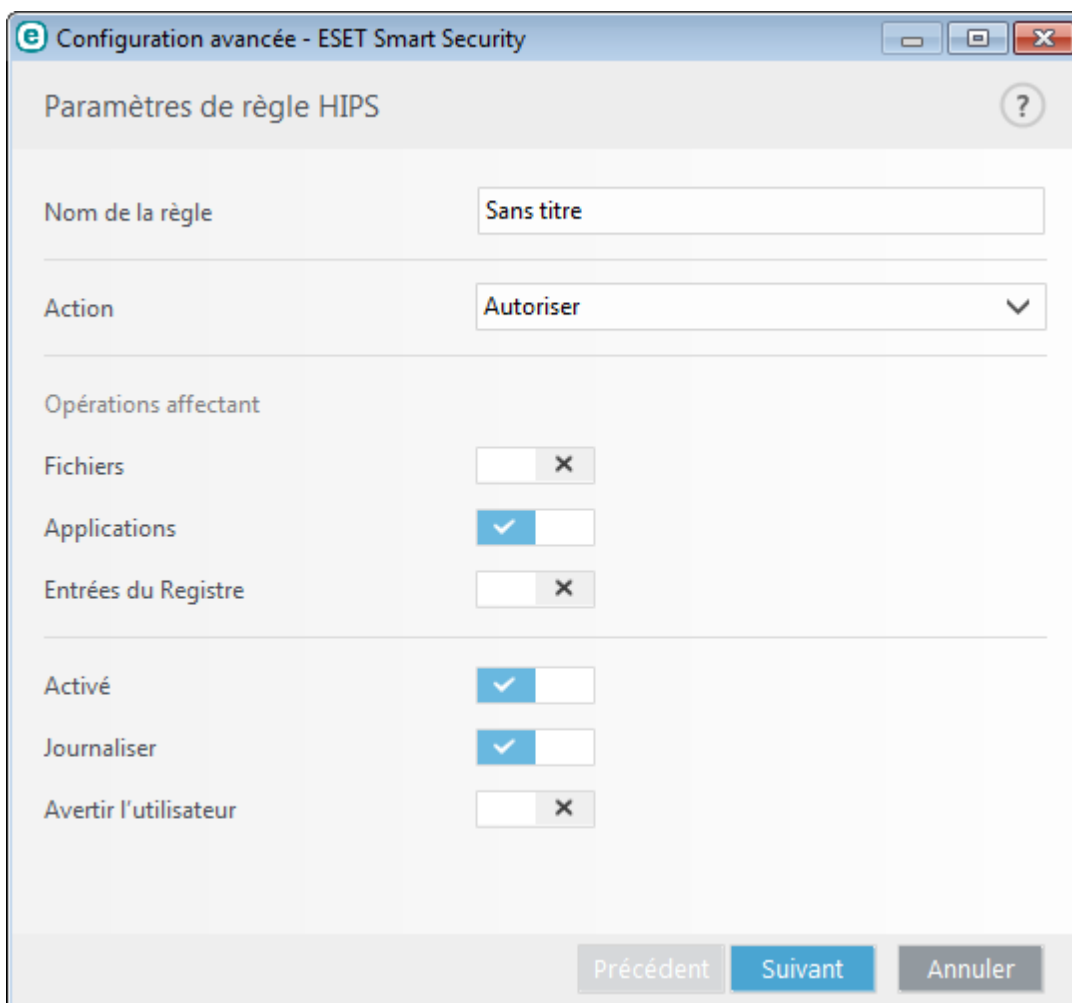 Configuration avancée - ESET Smart Security
Paramètres de règle HIPS
?
Nom de la règle
Sans titre
Action
Autoriser
Opérations affectant
Fichiers
Applications
Entrées du Registre
Activé
Journaliser
Avertir l'utilisateur
Précédent
Suivant
Annuler